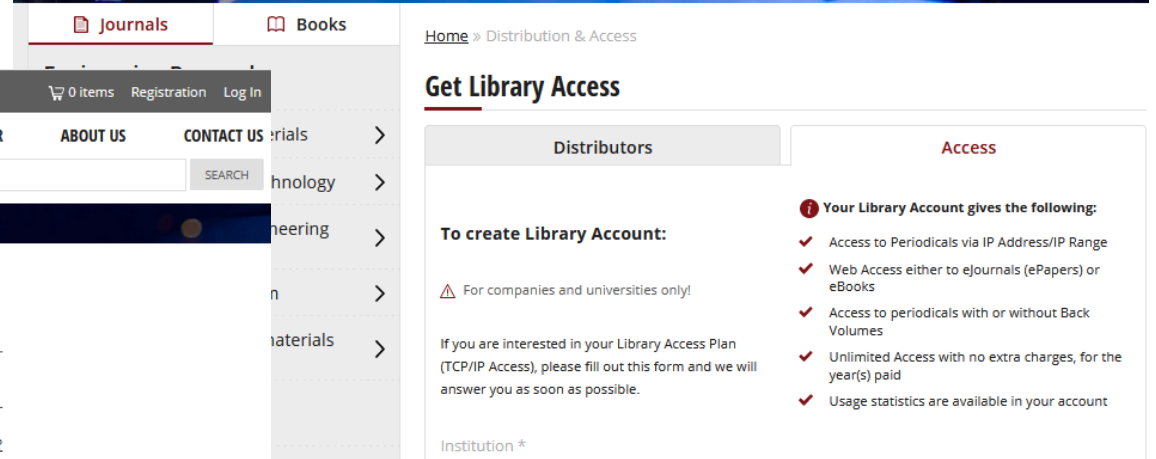 Journals
Books
Home » Distribution & Access
Get Library Access
0 items Registration Log In
ABOUT US CONTACT US
SEARCH
Distributors
Access
To create Library Account:
For companies and universities only!
If you are interested in your Library Access Plan
(TCP/IP Access), please fill out this form and we will
answer you as soon as possible.
Institution *
Your Library Account gives the following:
Access to Periodicals via IP Address/IP Range
Web Access either to eJournals (ePapers) or
eBooks
Access to periodicals with or without Back
Volumes
Unlimited Access with no extra charges, for the
year(s) paid
Usage statistics are available in your account